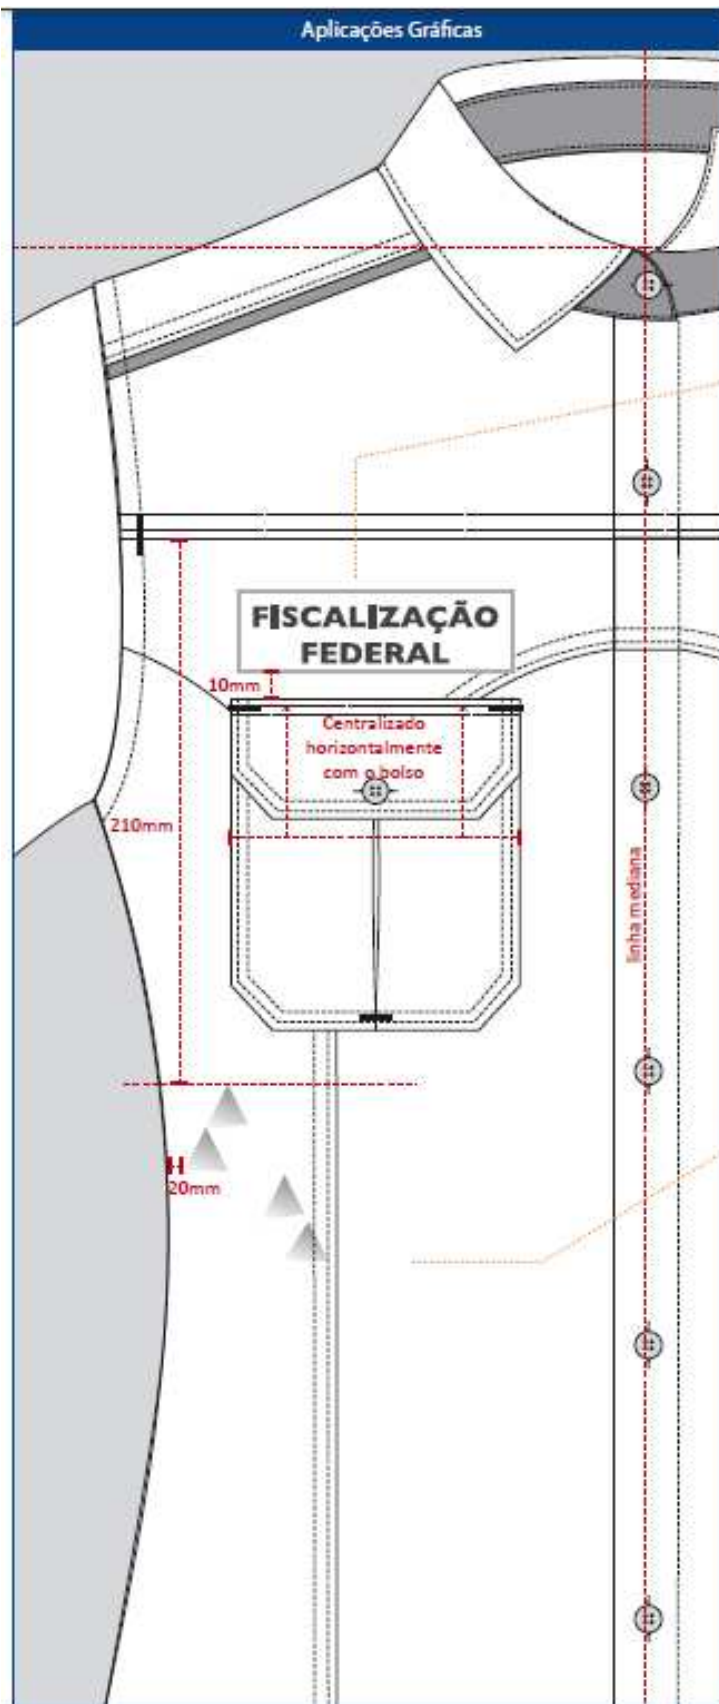 Aplicações Gráficas
FISCALIZAÇÃO
FEDERAL
10mm
Centralizado
horizontalmente
com o bolso
210mm
linha mediana
20mm